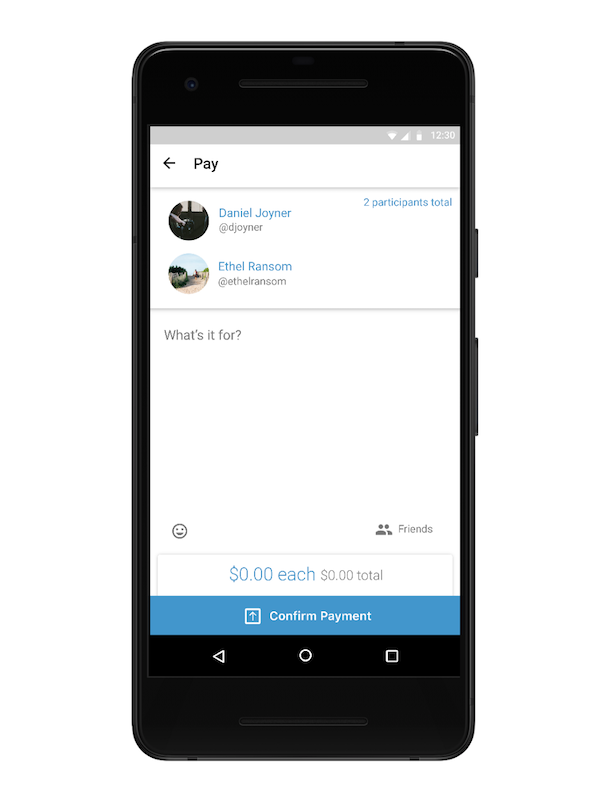 12:30
Pay
Daniel Joyner
2 participants total
@djoyner
Ethel Ransom
@ethelransom
What's it for?
Friends
$0.00 each $0.00 total
Confirm Payment